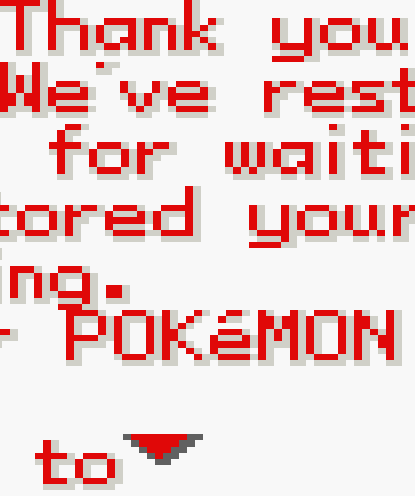 Thank you
We've rest
for waiti
tored your
ng.
POKéMON
to